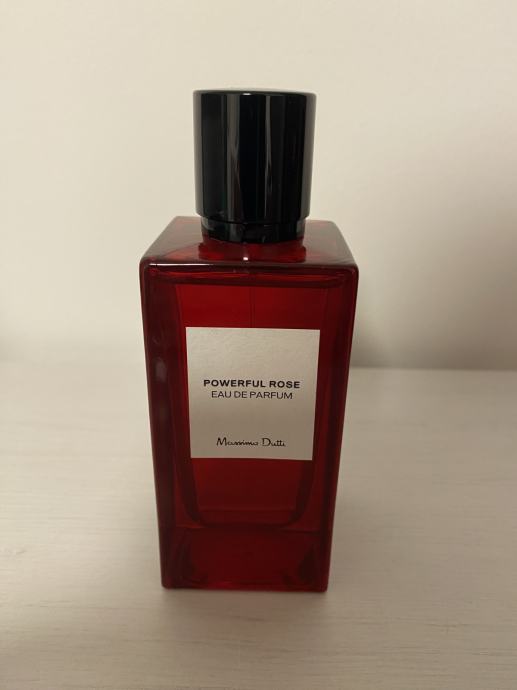 POWERFUL ROSE
EAU DE PARFUM
Massimo Dutti